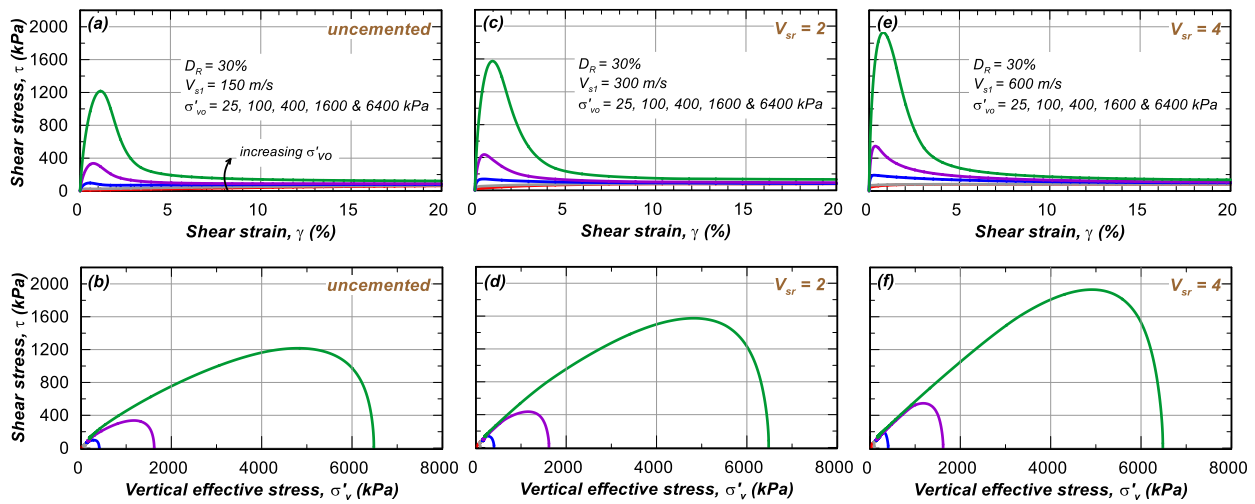 (a)
uncemented
D_R = 30%
V_s1 = 150 m/s
σ'_vo = 25, 100, 400, 1600 & 6400 kPa
increasing σ'_vo
Shear stress, τ (kPa)
2000
1600
1200
800
400
0
0 5 10 15 20
Shear strain, γ (%)
(c)
V_sr = 2
D_R = 30%
V_s1 = 300 m/s
σ'_vo = 25, 100, 400, 1600 & 6400 kPa
0 5 10 15 20
Shear strain, γ (%)
(e)
V_sr = 4
D_R = 30%
V_s1 = 600 m/s
σ'_vo = 25, 100, 400, 1600 & 6400 kPa
0 5 10 15 20
Shear strain, γ (%)
(b)
uncemented
Shear stress, τ (kPa)
2000
1600
1200
800
400
0
0 2000 4000 6000 8000
Vertical effective stress, σ'_v (kPa)
(d)
V_sr = 2
0 2000 4000 6000 8000
Vertical effective stress, σ'_v (kPa)
(f)
V_sr = 4
0 2000 4000 6000 8000
Vertical effective stress, σ'_v (kPa)